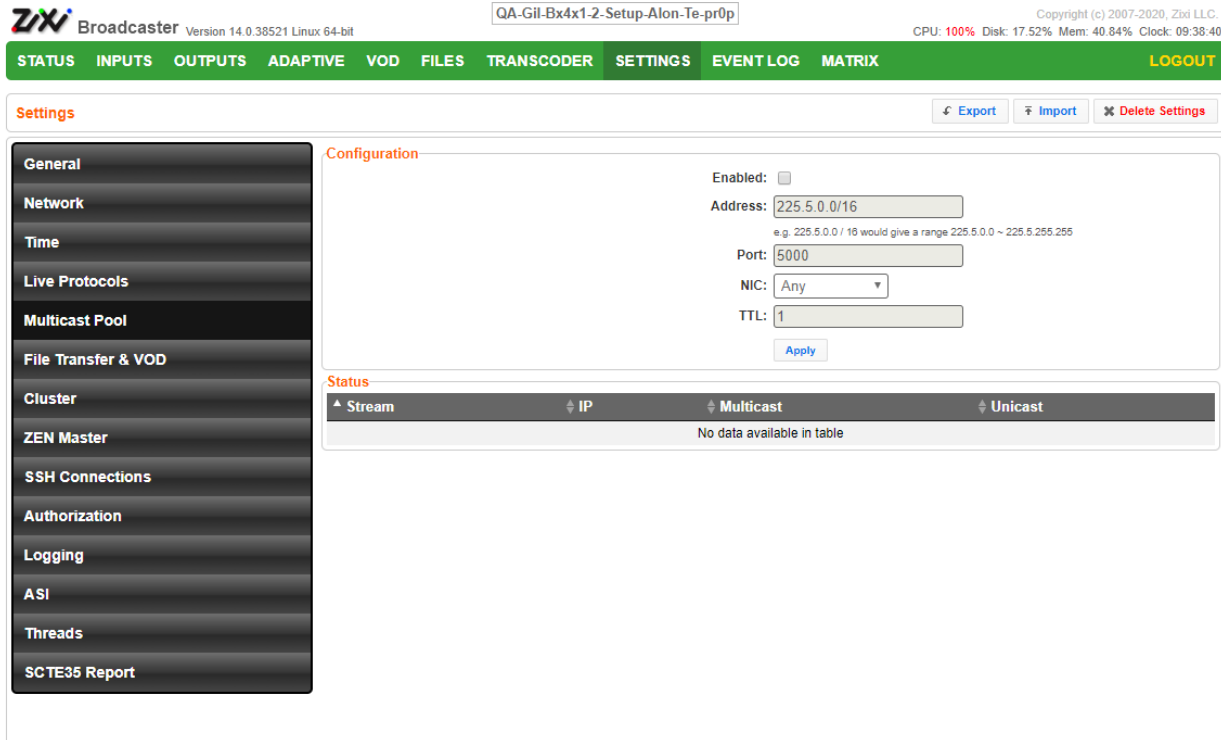 ZiXi Broadcaster Version 14.0.38521 Linux 64-bit
QA-Gil-Bx4x1-2-Setup-Alon-Te-pr0p
Copyright (c) 2007-2020, Zixi LLC.
CPU: 100% Disk: 17.52% Mem: 40.84% Clock: 09:38:40
STATUS INPUTS OUTPUTS ADAPTIVE VOD FILES TRANSCODER SETTINGS EVENT LOG MATRIX LOGOUT
Settings
Export Import Delete Settings
General
Network
Time
Live Protocols
Multicast Pool
File Transfer & VOD
Cluster
ZEN Master
SSH Connections
Authorization
Logging
ASI
Threads
SCTE35 Report
Configuration
Enabled:
Address: 225.5.0.0/16
e.g. 225.5.0.0 / 16 would give a range 225.5.0.0 ~ 225.5.255.255
Port: 5000
NIC: Any
TTL: 1
Apply
Status
Stream IP Multicast Unicast
No data available in table